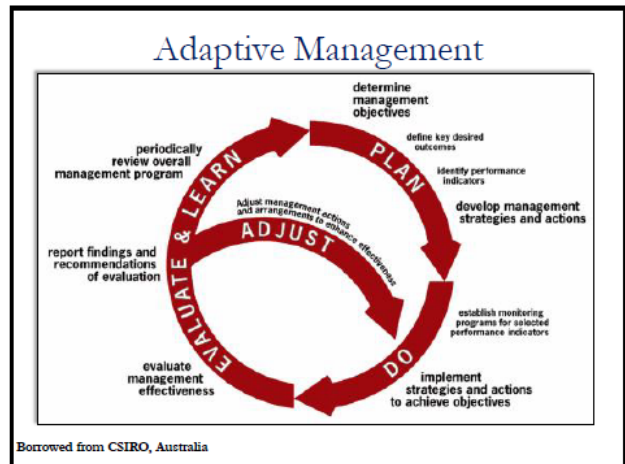 Adaptive Management
determine
management
objectives
define key desired
outcomes
identify performance
indicators
PLAN
develop management
strategies and actions
establish monitoring
programs for selected
performance indicators
DO
implement
strategies and actions
to achieve objectives
evaluate
management
effectiveness
EVALUATE & LEARN
report findings and
recommendations
of evaluation
periodically
review overall
management program
Adjust management actions
and arrangements to enhance effectiveness
ADJUST
Borrowed from CSIRO, Australia